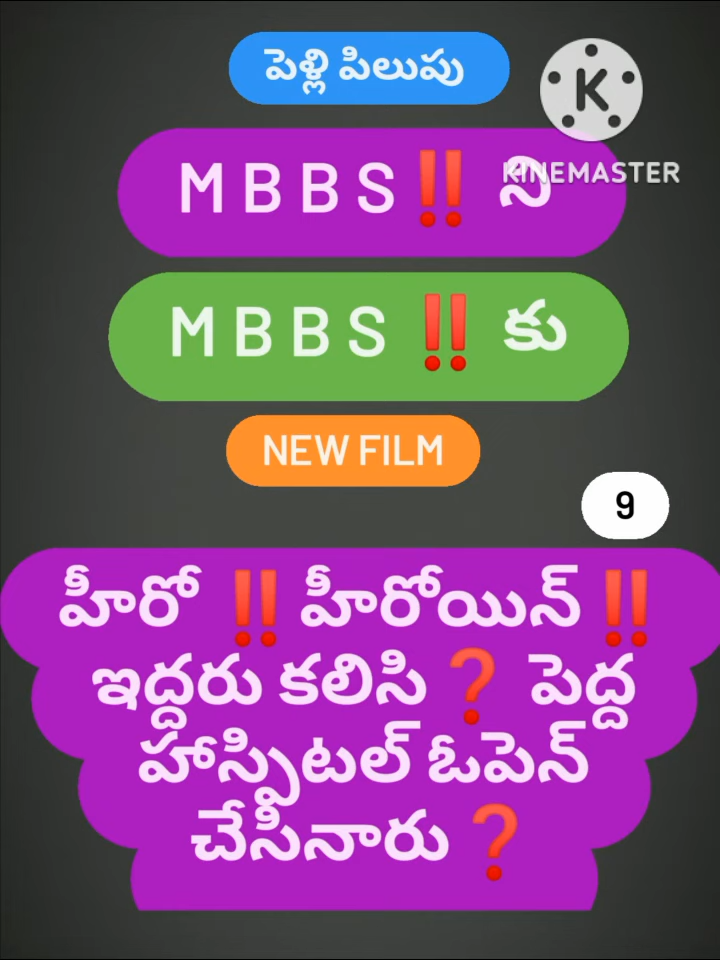 పెళ్లి పిలుపు
K
KINEMASTER
M B B S‼️ ని
M B B S ‼️ కు
NEW FILM
9
హీరో ‼️ హీరోయిన్ ‼️
ఇద్దరు కలిసి ❓ పెద్ద
హాస్పిటల్ ఓపెన్
చేసినారు ❓